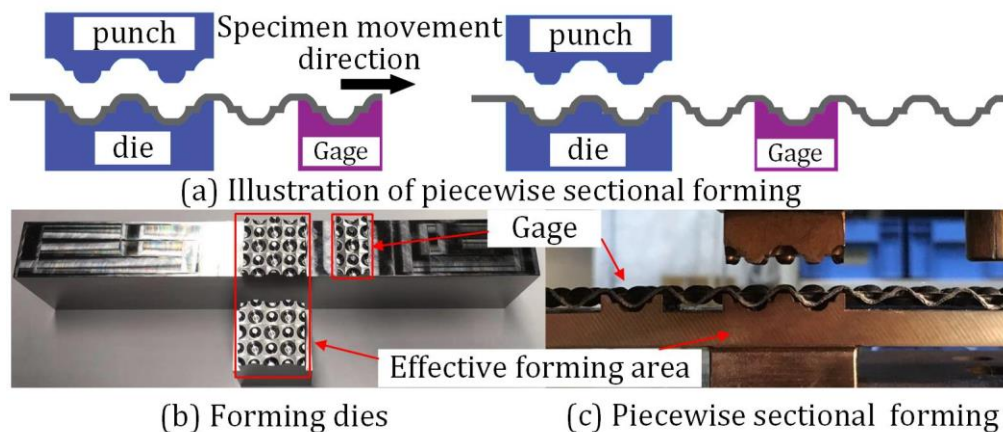 punch
Specimen movement
direction
punch
die
Gage
die
Gage
(a) Illustration of piecewise sectional forming
Gage
Effective forming area
(b) Forming dies
(c) Piecewise sectional  forming